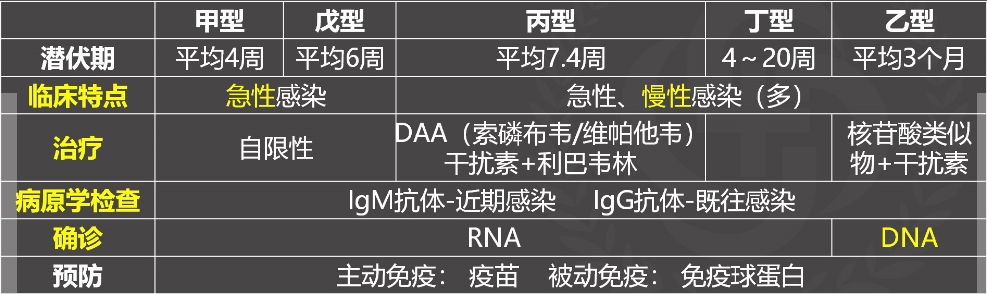 甲型 戊型 丙型 丁型 乙型
潜伏期 平均4周 平均6周 平均7.4周 4～20周 平均3个月
临床特点 急性感染 急性、慢性感染（多）
治疗 自限性 DAA（索磷布韦/维帕他韦） 干扰素+利巴韦林 核苷酸类似物+干扰素
病原学检查 IgM抗体-近期感染 IgG抗体-既往感染
确诊 RNA DNA
预防 主动免疫： 疫苗 被动免疫： 免疫球蛋白